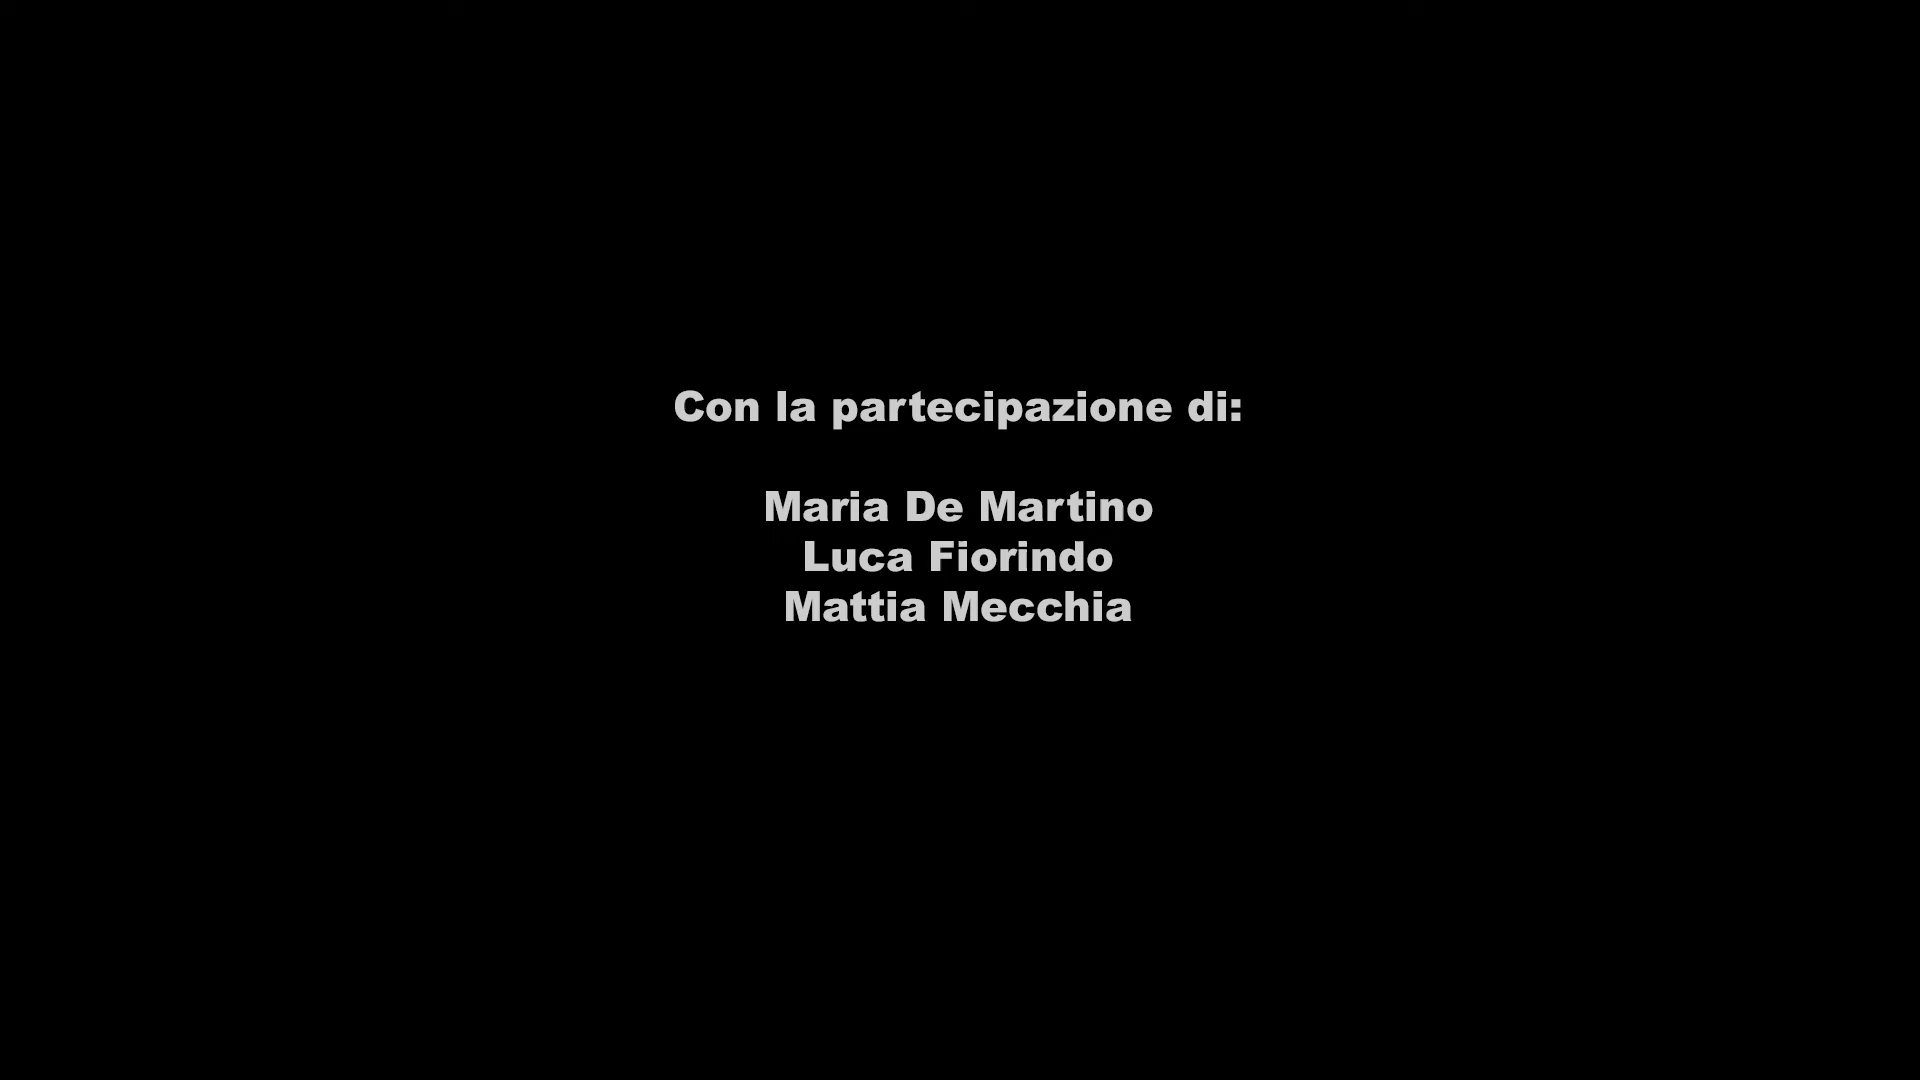 Con la partecipazione di:
Maria De Martino
Luca Fiorindo
Mattia Mecchia